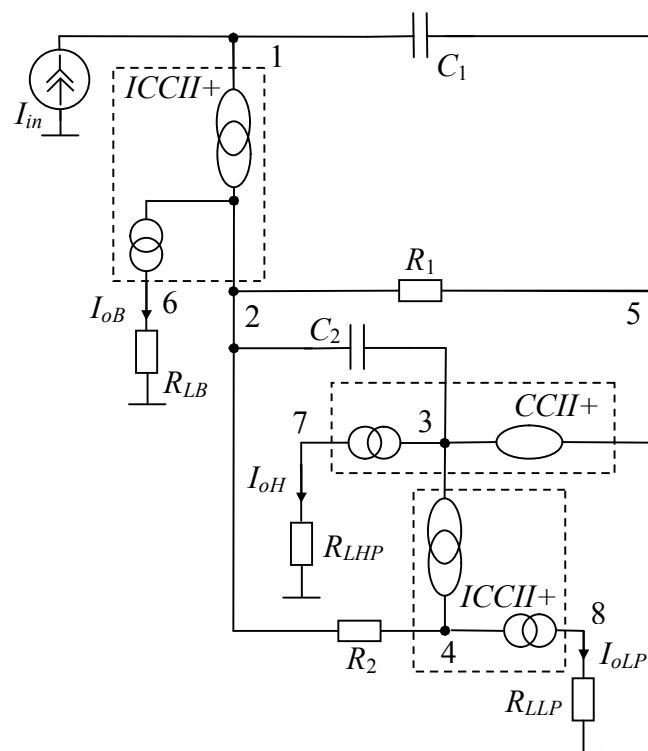 1
C1
ICCII+
Iin
R1
IoB
6
2
5
C2
RLB
7
3
CCII+
IoH
RLHP
ICCII+
8
R2
4
IoLP
RLLP